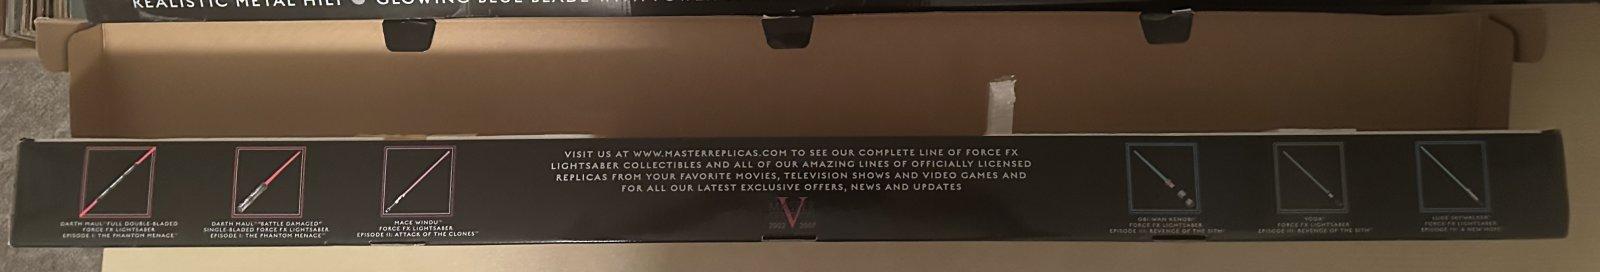 REALISTIC METAL HILT ● GLOWING BLUE BLADE WITH POWER
VISIT US AT WWW.MASTERREPLICAS.COM TO SEE OUR COMPLETE LINE OF FORCE FX
LIGHTSABER COLLECTIBLES AND ALL OF OUR AMAZING LINES OF OFFICIALLY LICENSED
REPLICAS FROM YOUR FAVORITE MOVIES, TELEVISION SHOWS AND VIDEO GAMES AND
FOR ALL OUR LATEST EXCLUSIVE OFFERS, NEWS AND UPDATES
DARTH MAUL™ FULL DOUBLE-BLADED
FORCE FX LIGHTSABER
EPISODE I: THE PHANTOM MENACE™
DARTH MAUL™ "BATTLE DAMAGED"
SINGLE-BLADED FORCE FX LIGHTSABER
EPISODE I: THE PHANTOM MENACE™
MACE WINDU™
FORCE FX LIGHTSABER
EPISODE II: ATTACK OF THE CLONES™
V
2002 2007
OBI-WAN KENOBI™
FORCE FX LIGHTSABER
EPISODE III: REVENGE OF THE SITH™
YODA™
FORCE FX LIGHTSABER
EPISODE III: REVENGE OF THE SITH™
LUKE SKYWALKER™
FORCE FX LIGHTSABER
EPISODE IV: A NEW HOPE™